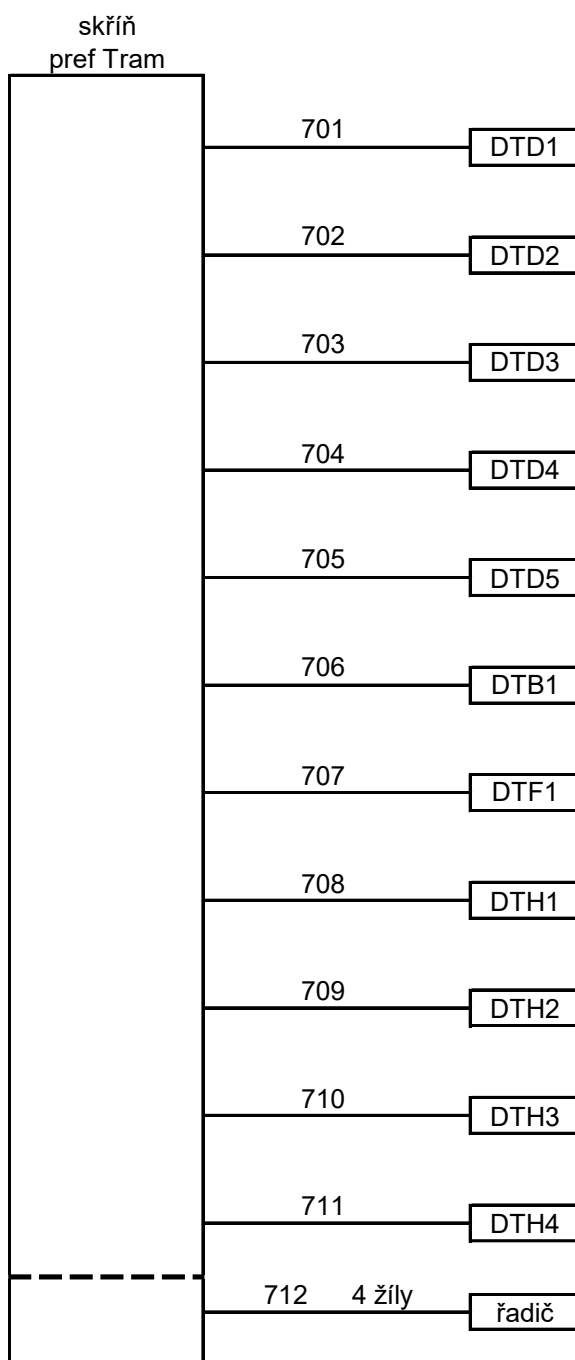 skříň
pref Tram
701
DTD1
702
DTD2
703
DTD3
704
DTD4
705
DTD5
706
DTB1
707
DTF1
708
DTH1
709
DTH2
710
DTH3
711
DTH4
712 4 žíly
řadič